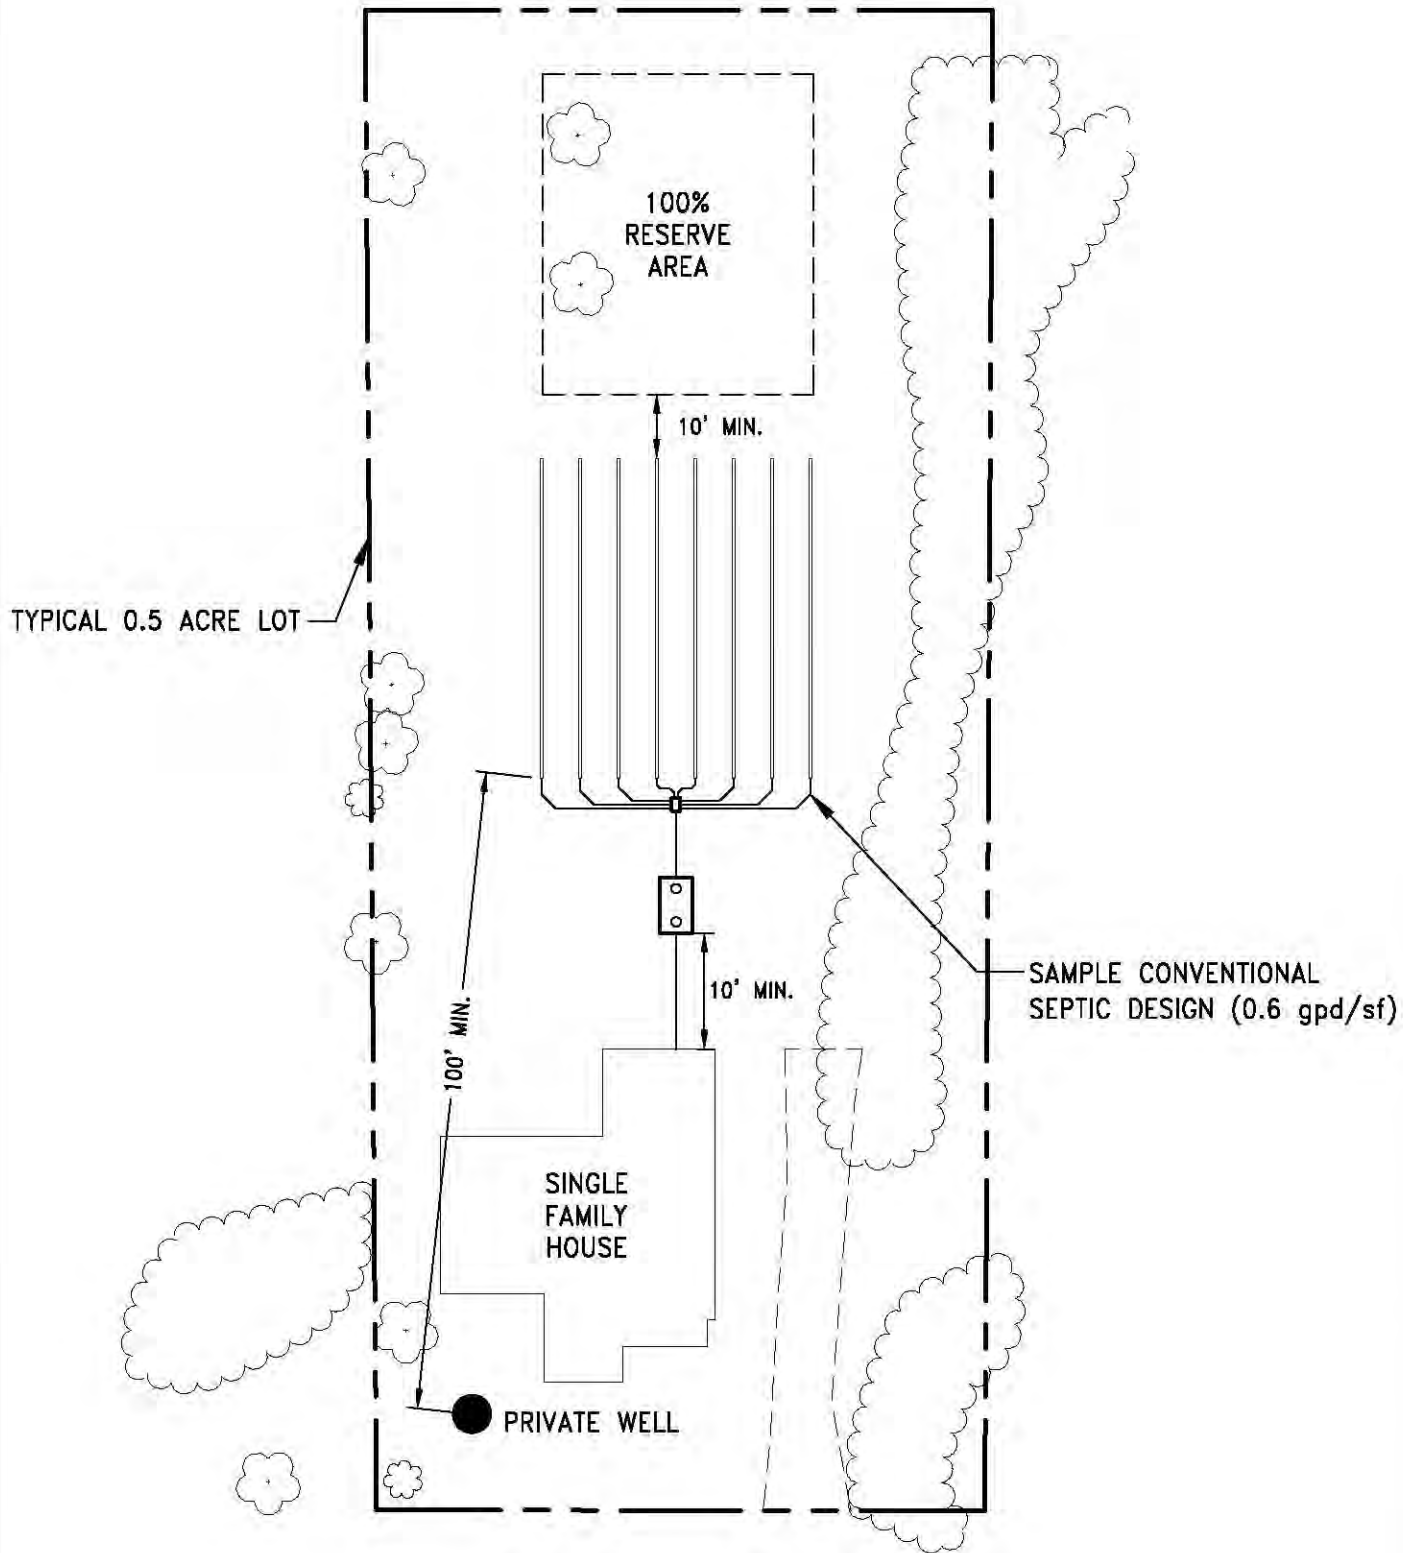 100%
RESERVE
AREA
10' MIN.
TYPICAL 0.5 ACRE LOT
100' MIN.
10' MIN.
SAMPLE CONVENTIONAL
SEPTIC DESIGN (0.6 gpd/sf)
SINGLE
FAMILY
HOUSE
PRIVATE WELL